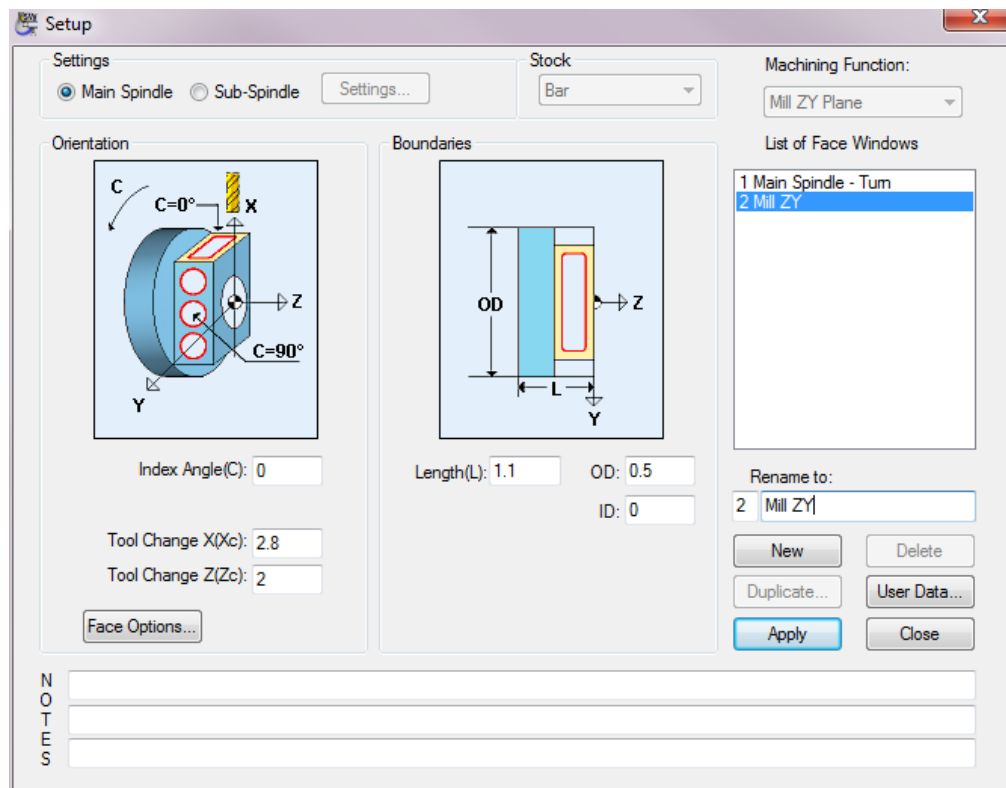 Setup
Settings
Main Spindle
Sub-Spindle
Settings...
Stock
Bar
Machining Function:
Mill ZY Plane
Orientation
C
C=0°
X
Z
C=90°
Y
Index Angle(C): 0
Tool Change X(Xc): 2.8
Tool Change Z(Zc): 2
Face Options...
Boundaries
OD
Z
L
Y
Length(L): 1.1
OD: 0.5
ID: 0
List of Face Windows
1 Main Spindle - Turn
2 Mill ZY
Rename to:
2 Mill ZY
New
Delete
Duplicate...
User Data...
Apply
Close
NOTES